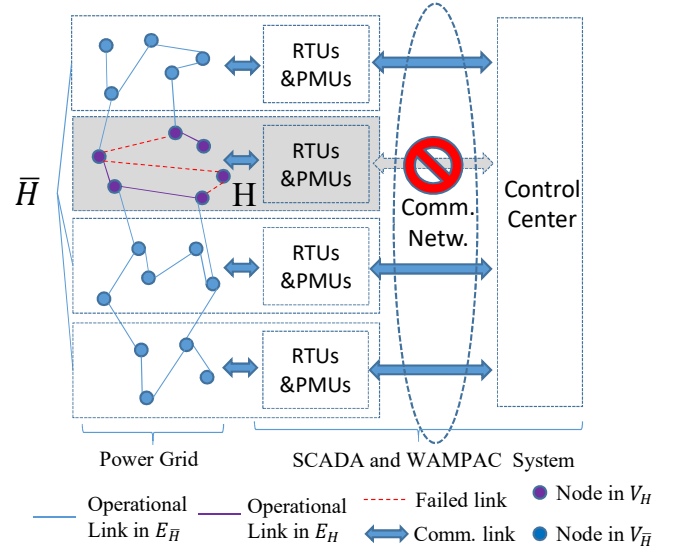 RTUs
&PMUs
RTUs
&PMUs
H
H̅
Comm.
Netw.
Control
Center
RTUs
&PMUs
RTUs
&PMUs
Power Grid
SCADA and WAMPAC System
Operational
Link in E_H̅
Operational
Link in E_H
Failed link
Comm. link
Node in V_H
Node in V_H̅